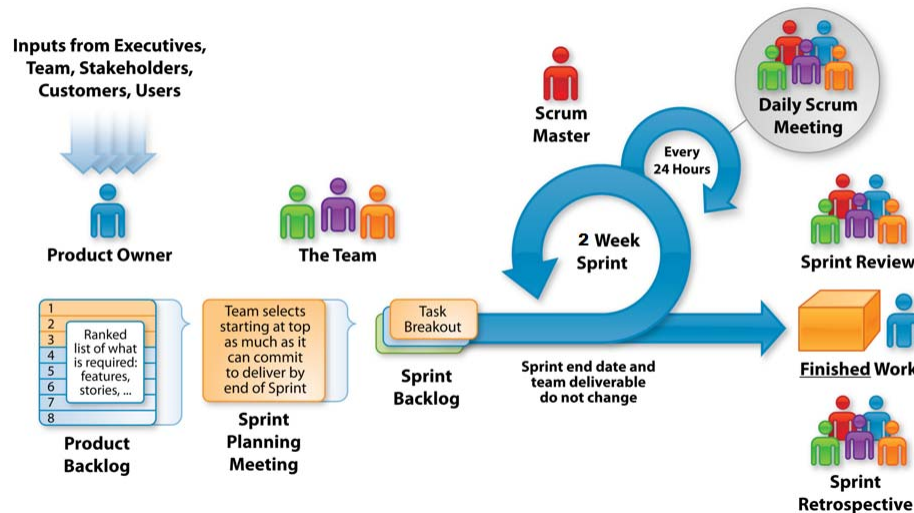 Inputs from Executives,
Team, Stakeholders,
Customers, Users
Product Owner
The Team
Scrum
Master
Every
24 Hours
Daily Scrum
Meeting
2 Week
Sprint
Sprint Review
1
2
3
4
5
6
7
8
Ranked
list of what
is required:
features,
stories, ...
Product
Backlog
Team selects
starting at top
as much as it
can commit
to deliver by
end of Sprint
Sprint
Planning
Meeting
Task
Breakout
Sprint
Backlog
Sprint end date and
team deliverable
do not change
Finished Work
Sprint
Retrospective